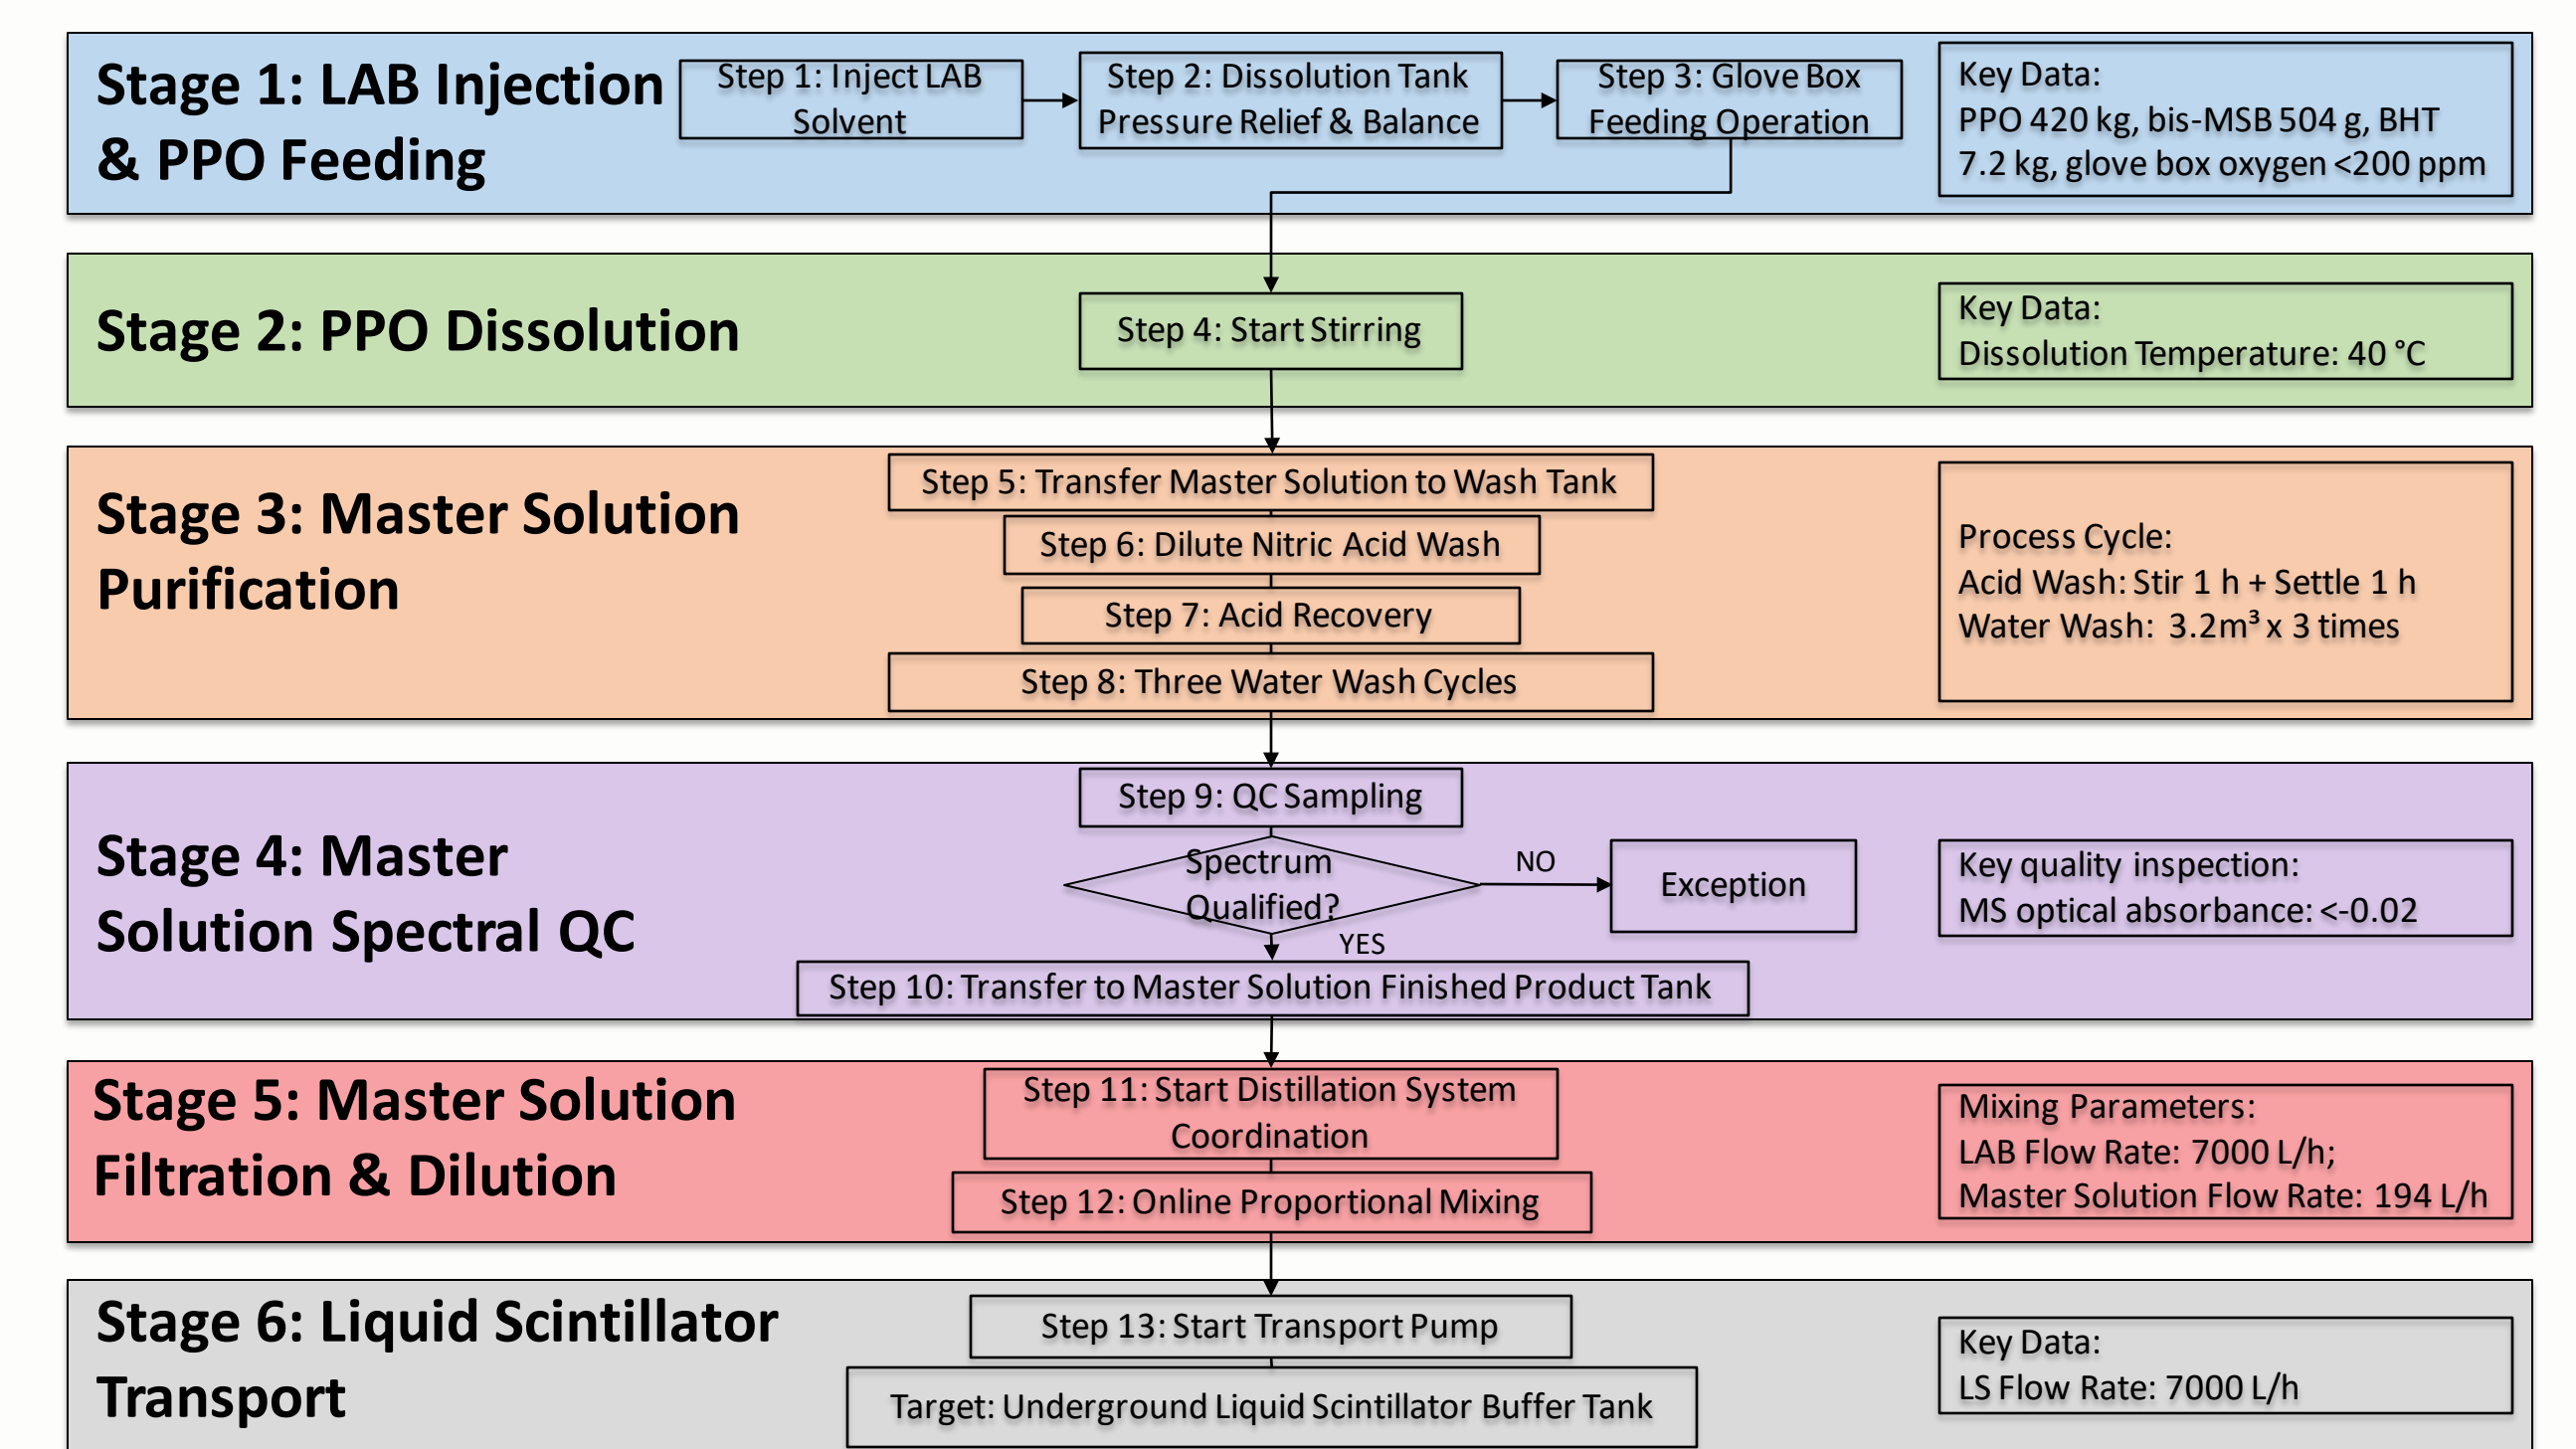 Stage 1: LAB Injection
& PPO Feeding
Step 1: Inject LAB
Solvent
Step 2: Dissolution Tank
Pressure Relief & Balance
Step 3: Glove Box
Feeding Operation
Key Data:
PPO 420 kg, bis-MSB 504 g, BHT
7.2 kg, glove box oxygen <200 ppm
Stage 2: PPO Dissolution
Step 4: Start Stirring
Key Data:
Dissolution Temperature: 40 °C
Stage 3: Master Solution
Purification
Step 5: Transfer Master Solution to Wash Tank
Step 6: Dilute Nitric Acid Wash
Step 7: Acid Recovery
Step 8: Three Water Wash Cycles
Process Cycle:
Acid Wash: Stir 1 h + Settle 1 h
Water Wash: 3.2m³ x 3 times
Stage 4: Master
Solution Spectral QC
Step 9: QC Sampling
Spectrum
Qualified?
NO
Exception
YES
Step 10: Transfer to Master Solution Finished Product Tank
Key quality inspection:
MS optical absorbance: <-0.02
Stage 5: Master Solution
Filtration & Dilution
Step 11: Start Distillation System
Coordination
Step 12: Online Proportional Mixing
Mixing Parameters:
LAB Flow Rate: 7000 L/h;
Master Solution Flow Rate: 194 L/h
Stage 6: Liquid Scintillator
Transport
Step 13: Start Transport Pump
Target: Underground Liquid Scintillator Buffer Tank
Key Data:
LS Flow Rate: 7000 L/h